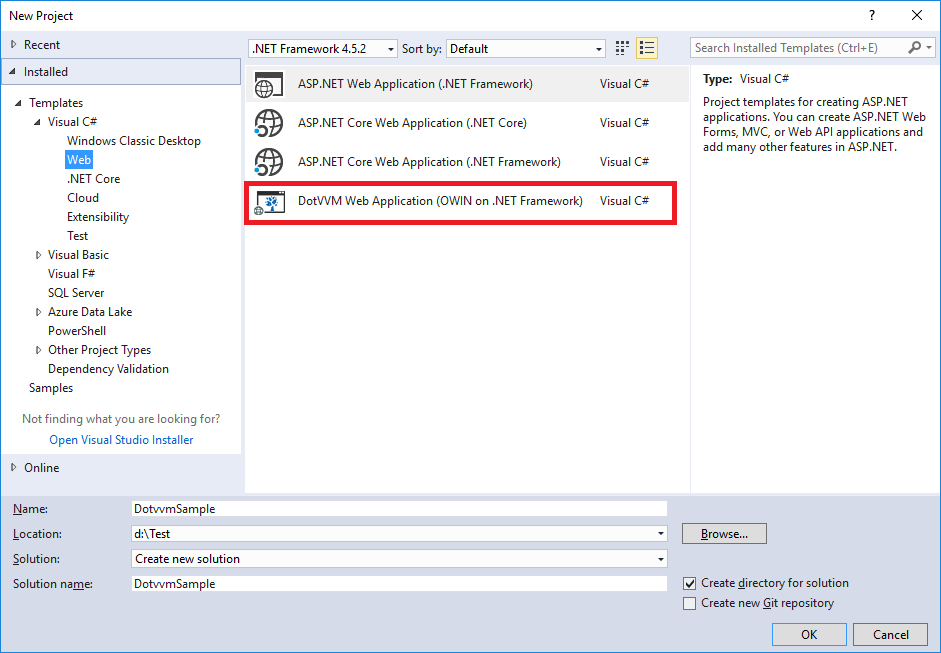 New Project
?
Recent
Installed
Templates
Visual C#
Windows Classic Desktop
Web
.NET Core
Cloud
Extensibility
Test
Visual Basic
Visual F#
SQL Server
Azure Data Lake
PowerShell
Other Project Types
Dependency Validation
Samples
Not finding what you are looking for?
Open Visual Studio Installer
Online
.NET Framework 4.5.2 Sort by: Default
ASP.NET Web Application (.NET Framework) Visual C#
ASP.NET Core Web Application (.NET Core) Visual C#
ASP.NET Core Web Application (.NET Framework) Visual C#
DotVVM Web Application (OWIN on .NET Framework) Visual C#
Search Installed Templates (Ctrl+E)
Type: Visual C#
Project templates for creating ASP.NET
applications. You can create ASP.NET Web
Forms, MVC, or Web API applications and
add many other features in ASP.NET.
Name: DotvvmSample
Location: d:\Test Browse...
Solution: Create new solution
Solution name: DotvvmSample
Create directory for solution
Create new Git repository
OK Cancel